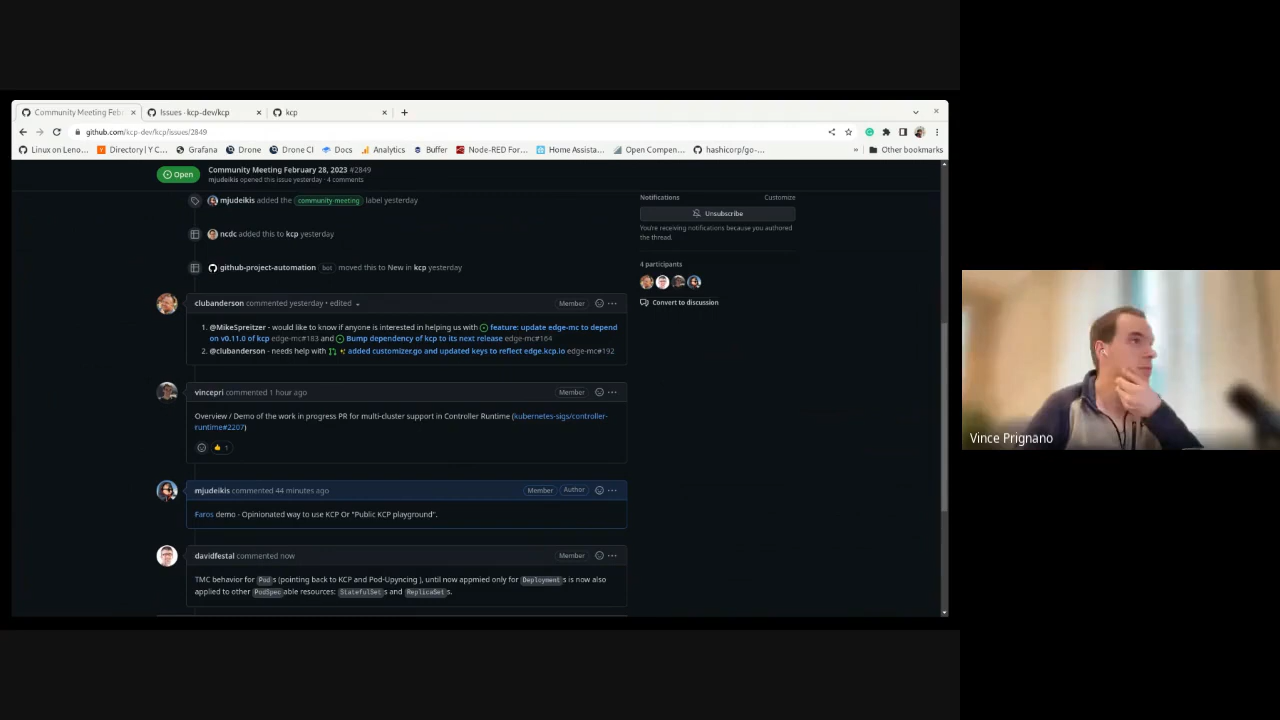 Community Meeting Feb
Issues · kcp-dev/kcp
kcp
github.com/kcp-dev/kcp/issues/2849
Linux on Leno...
Directory | Y C...
Grafana
Drone
Drone CI
Docs
Analytics
Buffer
Node-RED For...
Home Assista...
Open Compen...
hashicorp/go-...
»
Other bookmarks
Open
Community Meeting February 28, 2023 #2849
mjudeikis opened this issue yesterday · 4 comments
mjudeikis added the community-meeting label yesterday
ncdc added this to kcp yesterday
github-project-automation bot moved this to New in kcp yesterday
clubanderson commented yesterday • edited
Member
1. @MikeSpreitzer - would like to know if anyone is interested in helping us with feature: update edge-mc to depend
on v0.11.0 of kcp edge-mc#183 and Bump dependency of kcp to its next release edge-mc#164
2. @clubanderson - needs help with added customizer.go and updated keys to reflect edge.kcp.io edge-mc#192
vincepri commented 1 hour ago
Member
Overview / Demo of the work in progress PR for multi-cluster support in Controller Runtime (kubernetes-sigs/controller-
runtime#2207)
1
mjudeikis commented 44 minutes ago
Member
Author
Faros demo - Opinionated way to use KCP Or "Public KCP playground".
davidfestal commented now
Member
TMC behavior for Pods (pointing back to KCP and Pod-Upyncing ), until now appmied only for Deployments is now also
applied to other PodSpecable resources: StatefulSets and ReplicaSets.
Notifications
Customize
Unsubscribe
You're receiving notifications because you authored
the thread.
4 participants
Convert to discussion
Vince Prignano